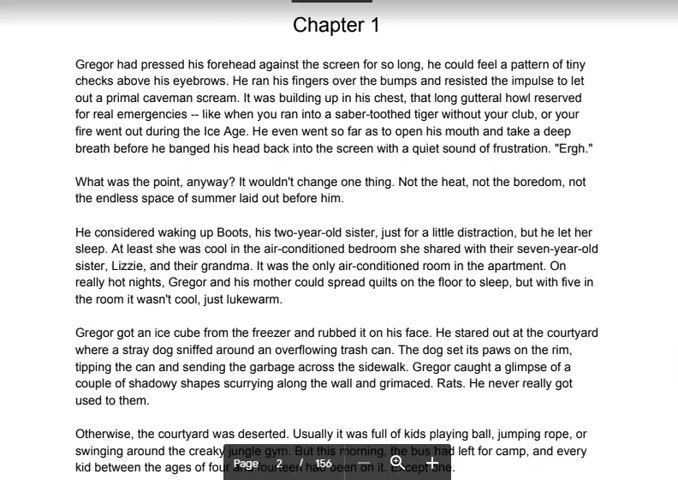 Chapter 1
Gregor had pressed his forehead against the screen for so long, he could feel a pattern of tiny
checks above his eyebrows. He ran his fingers over the bumps and resisted the impulse to let
out a primal caveman scream. It was building up in his chest, that long gutteral howl reserved
for real emergencies -- like when you ran into a saber-toothed tiger without your club, or your
fire went out during the Ice Age. He even went so far as to open his mouth and take a deep
breath before he banged his head back into the screen with a quiet sound of frustration. "Ergh."
What was the point, anyway? It wouldn't change one thing. Not the heat, not the boredom, not
the endless space of summer laid out before him.
He considered waking up Boots, his two-year-old sister, just for a little distraction, but he let her
sleep. At least she was cool in the air-conditioned bedroom she shared with their seven-year-old
sister, Lizzie, and their grandma. It was the only air-conditioned room in the apartment. On
really hot nights, Gregor and his mother could spread quilts on the floor to sleep, but with five in
the room it wasn't cool, just lukewarm.
Gregor got an ice cube from the freezer and rubbed it on his face. He stared out at the courtyard
where a stray dog sniffed around an overflowing trash can. The dog set its paws on the rim,
tipping the can and sending the garbage across the sidewalk. Gregor caught a glimpse of a
couple of shadowy shapes scurrying along the wall and grimaced. Rats. He never really got
used to them.
Otherwise, the courtyard was deserted. Usually it was full of kids playing ball, jumping rope, or
swinging around the creaky jungle gym. But this morning, the bus had left for camp, and every
kid between the ages of four and fourteen had been on it. Except one.
Page 2 / 156